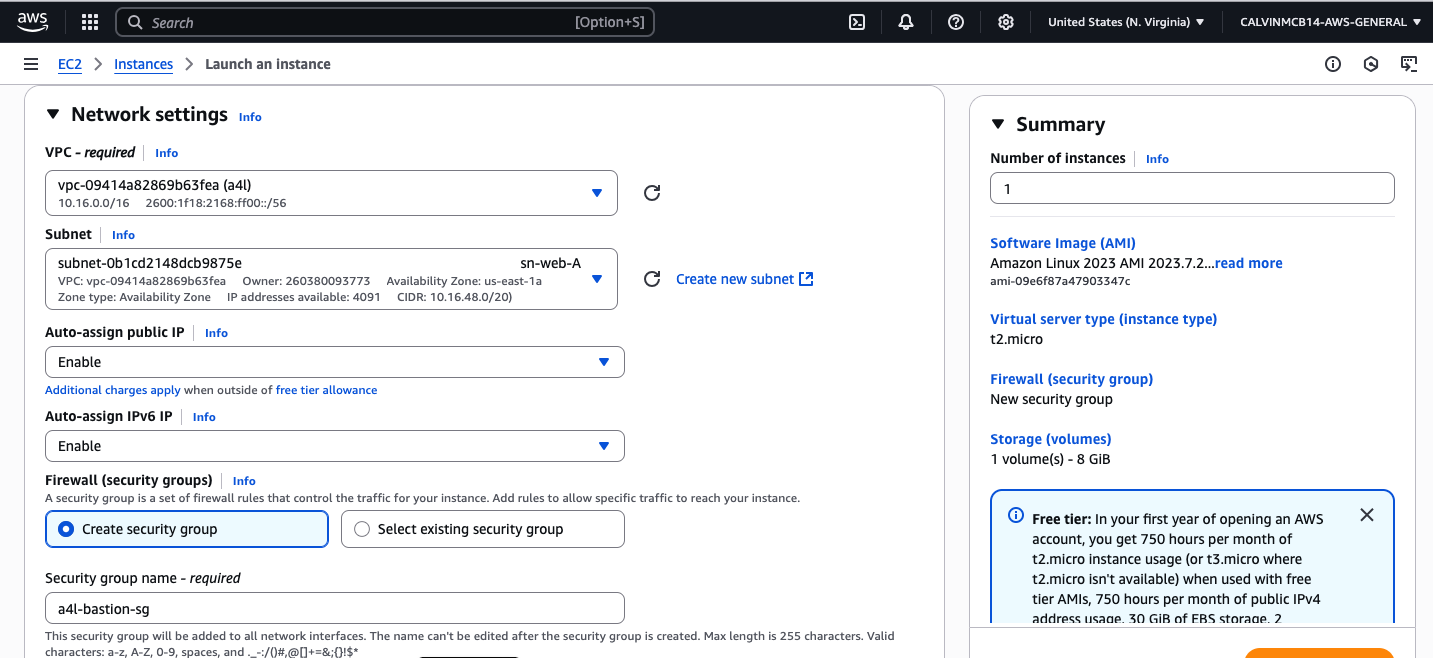 aws
Search
[Option+S]
United States (N. Virginia)
CALVINMCB14-AWS-GENERAL
EC2
Instances
Launch an instance
Network settings Info
VPC - required Info
vpc-09414a82869b63fea (a4l)
10.16.0.0/16 2600:1f18:2168:ff00::/56
Subnet Info
subnet-0b1cd2148dcb9875e sn-web-A
VPC: vpc-09414a82869b63fea Owner: 260380093773 Availability Zone: us-east-1a
Zone type: Availability Zone IP addresses available: 4091 CIDR: 10.16.48.0/20)
Create new subnet
Auto-assign public IP Info
Enable
Additional charges apply when outside of free tier allowance
Auto-assign IPv6 IP Info
Enable
Firewall (security groups) Info
A security group is a set of firewall rules that control the traffic for your instance. Add rules to allow specific traffic to reach your instance.
Create security group
Select existing security group
Security group name - required
a4l-bastion-sg
This security group will be added to all network interfaces. The name can't be edited after the security group is created. Max length is 255 characters. Valid
characters: a-z, A-Z, 0-9, spaces, and ._-:/()#,@[]+=&;{}!$*
Summary
Number of instances Info
1
Software Image (AMI)
Amazon Linux 2023 AMI 2023.7.2...read more
ami-09e6f87a47903347c
Virtual server type (instance type)
t2.micro
Firewall (security group)
New security group
Storage (volumes)
1 volume(s) - 8 GiB
Free tier: In your first year of opening an AWS
account, you get 750 hours per month of
t2.micro instance usage (or t3.micro where
t2.micro isn't available) when used with free
tier AMIs, 750 hours per month of public IPv4
address usage, 30 GiB of EBS storage, 2